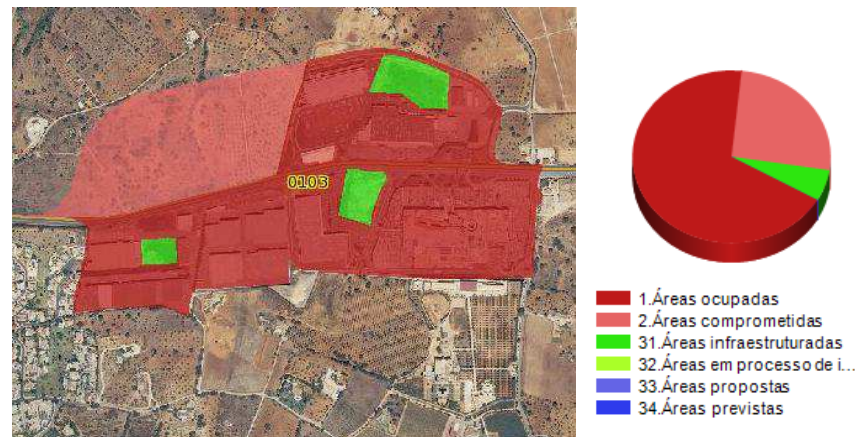 0103
1.Áreas ocupadas
2.Áreas comprometidas
31.Áreas infraestruturadas
32.Áreas em processo de i...
33.Áreas propostas
34.Áreas previstas